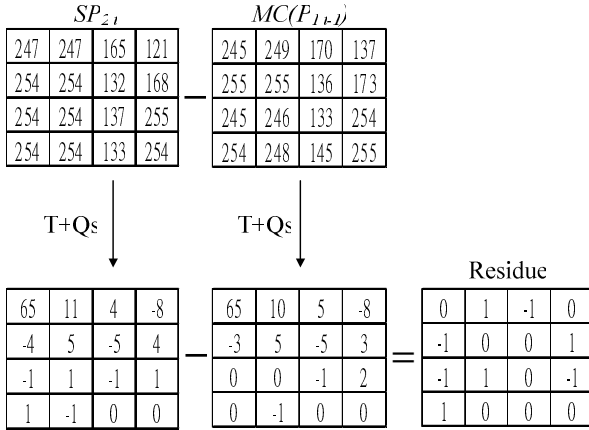 SP2i MC(P1i-1)
247 247 165 121 245 249 170 137
254 254 132 168 − 255 255 136 173
254 254 137 255 245 246 133 254
254 254 133 254 254 248 145 255
T+Qs T+Qs
Residue
65 11 4 -8 65 10 5 -8 0 1 -1 0
-4 5 -5 4 -3 5 -5 3 -1 0 0 1
− =
-1 1 -1 1 0 0 -1 2 -1 1 0 -1
1 -1 0 0 0 -1 0 0 1 0 0 0